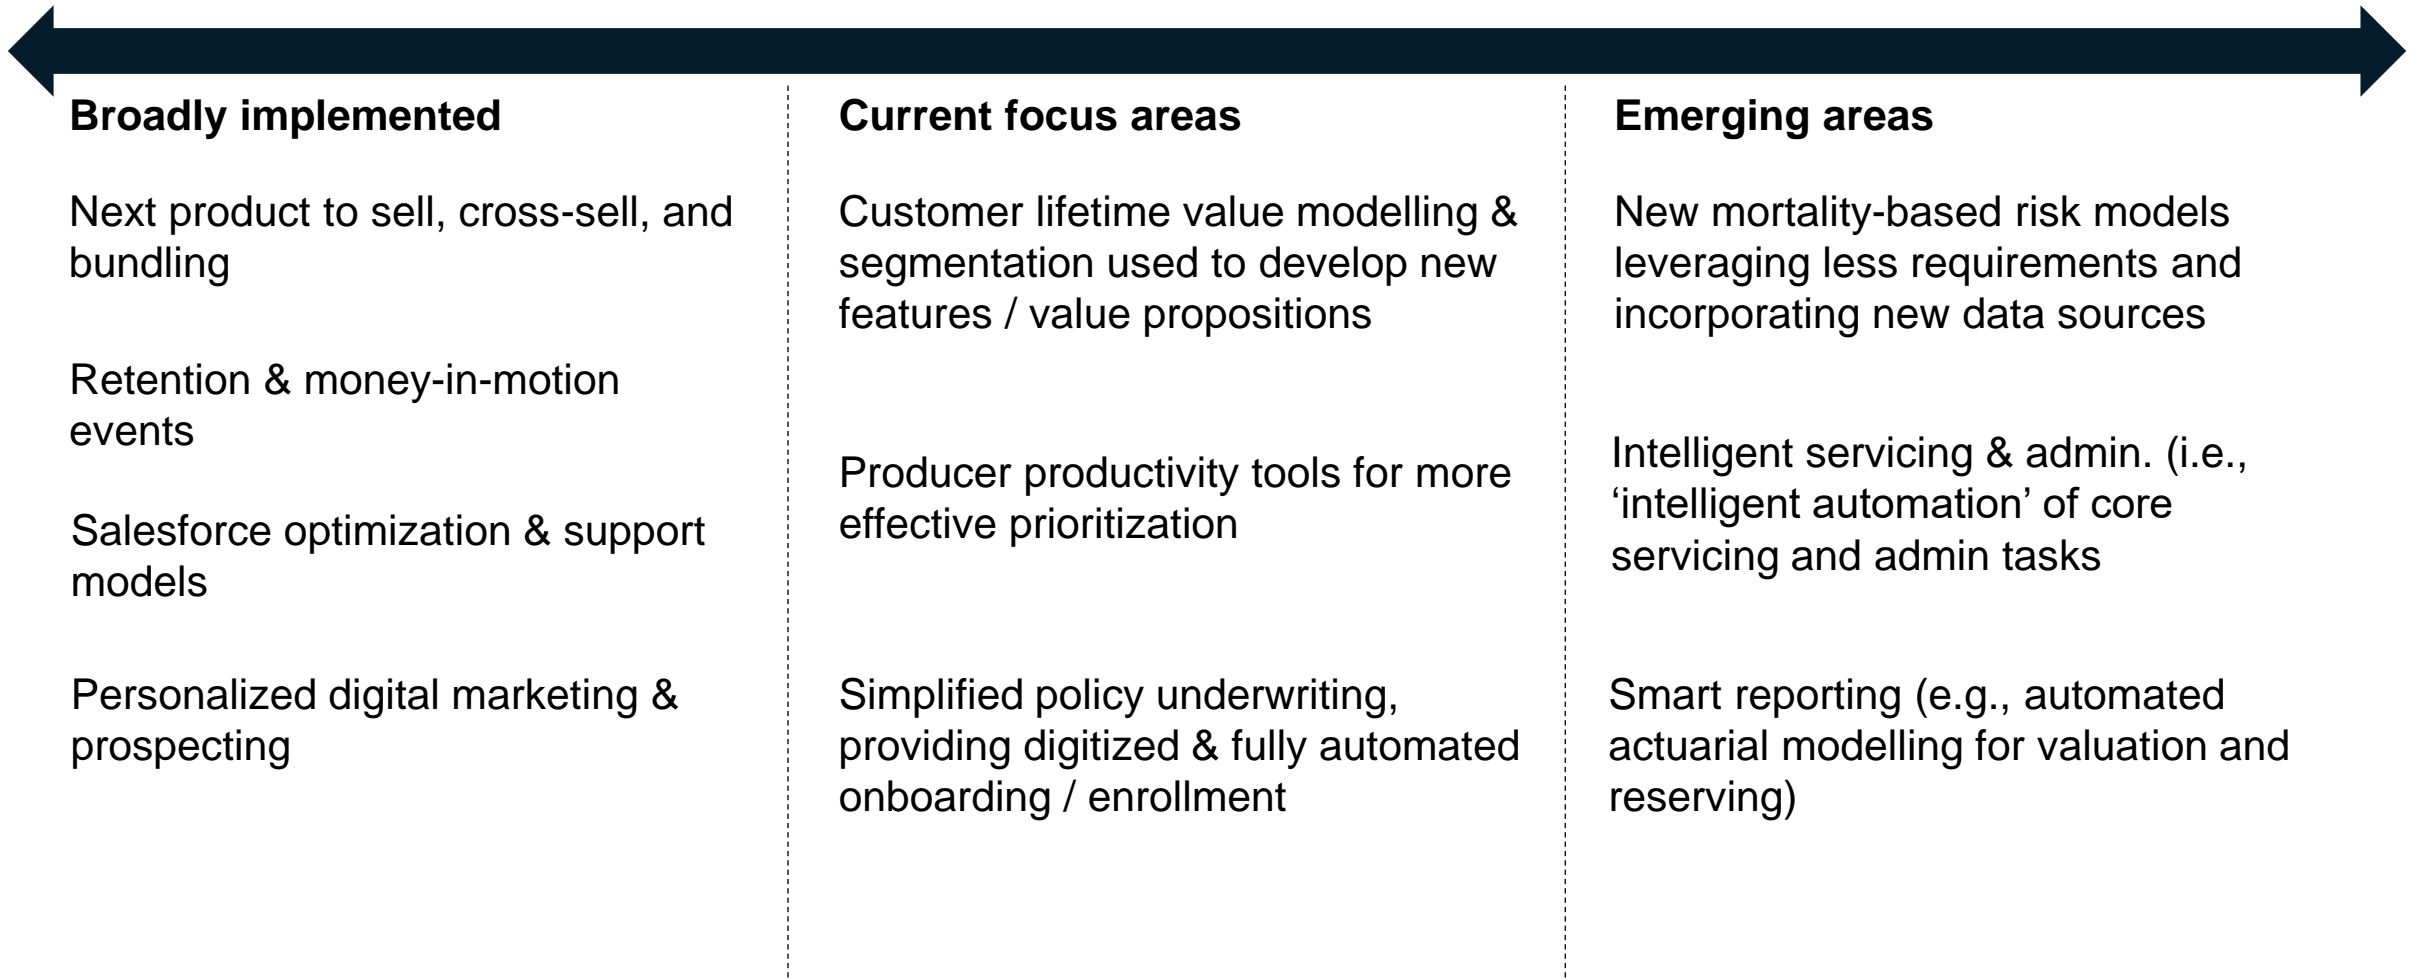 Broadly implemented
Next product to sell, cross-sell, and
bundling
Retention & money-in-motion
events
Salesforce optimization & support
models
Personalized digital marketing &
prospecting
Current focus areas
Customer lifetime value modelling &
segmentation used to develop new
features / value propositions
Producer productivity tools for more
effective prioritization
Simplified policy underwriting,
providing digitized & fully automated
onboarding / enrollment
Emerging areas
New mortality-based risk models
leveraging less requirements and
incorporating new data sources
Intelligent servicing & admin. (i.e.,
‘intelligent automation’ of core
servicing and admin tasks
Smart reporting (e.g., automated
actuarial modelling for valuation and
reserving)